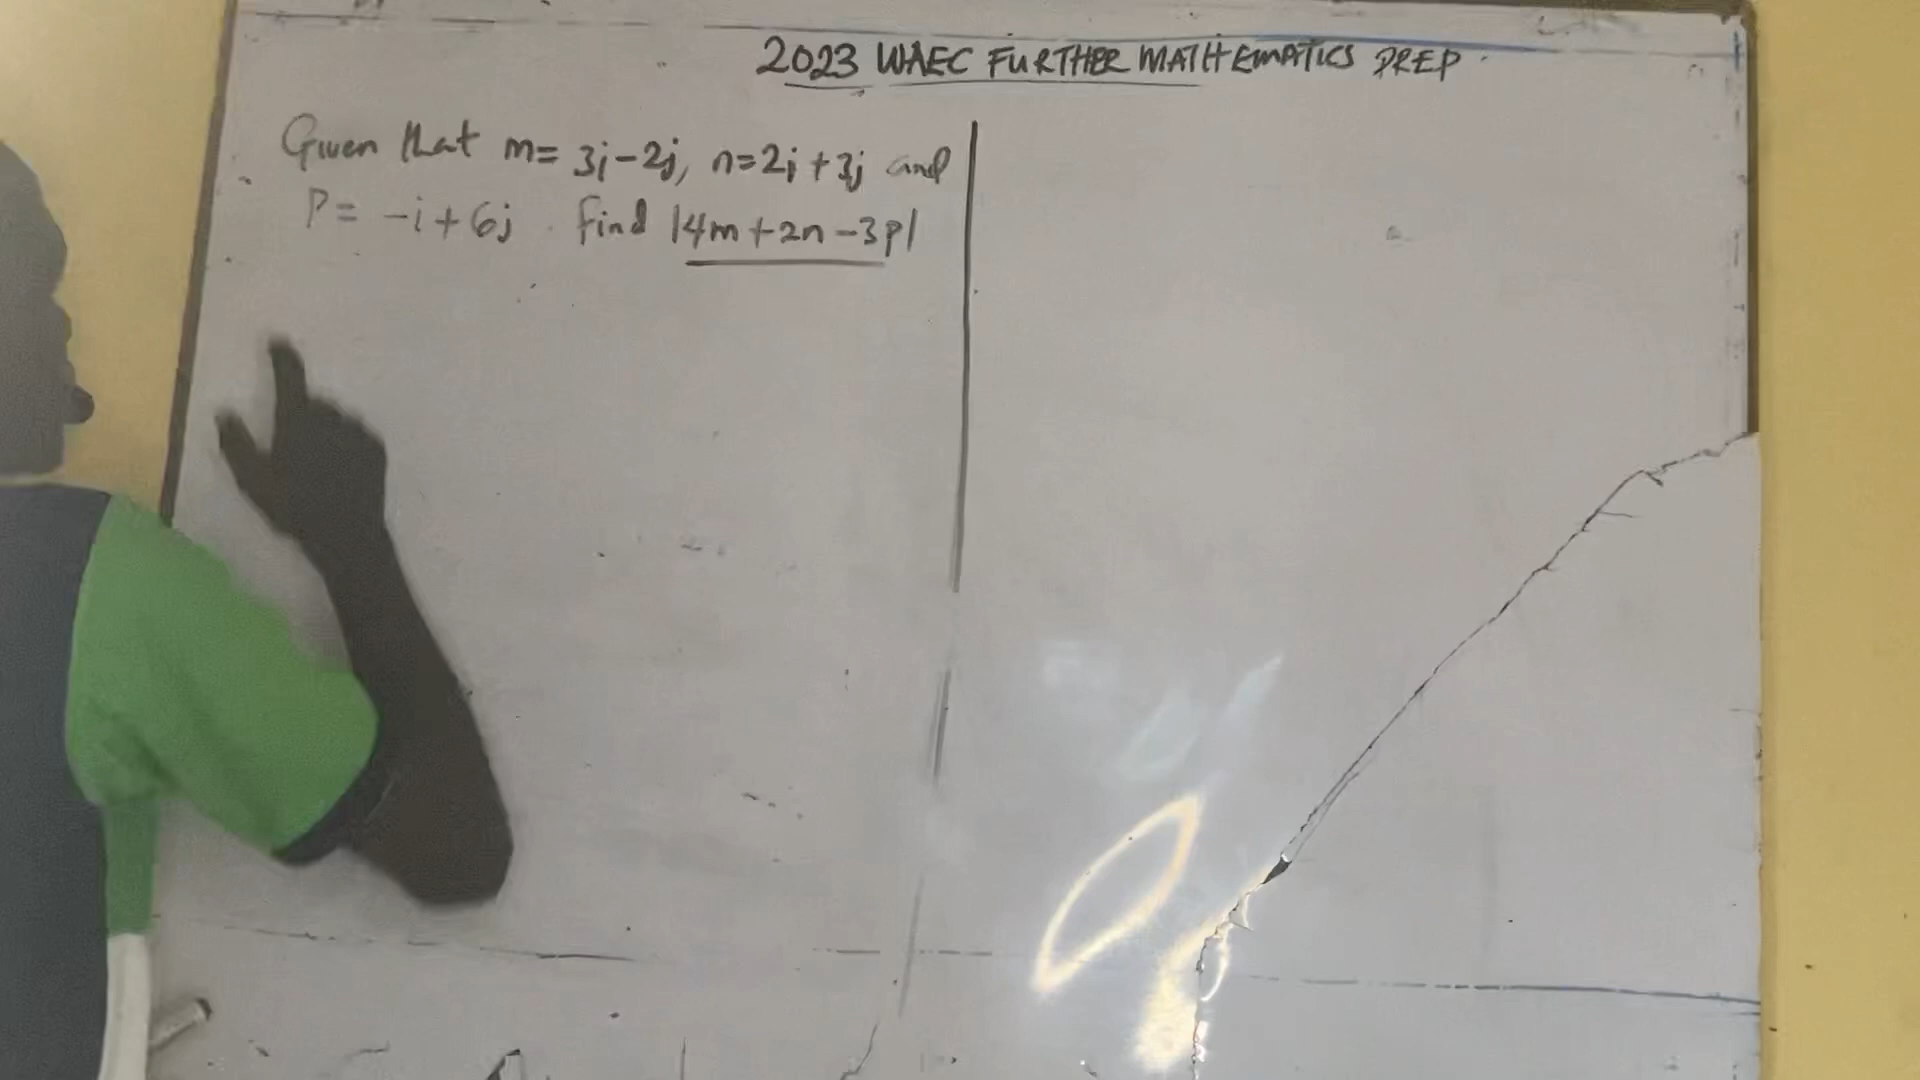 2023 WAEC FURTHER MATHEMATICS PREP
Given that m= 3i-2j, n=2i+3j and
P= -i+6j. find |4m+2n-3p|